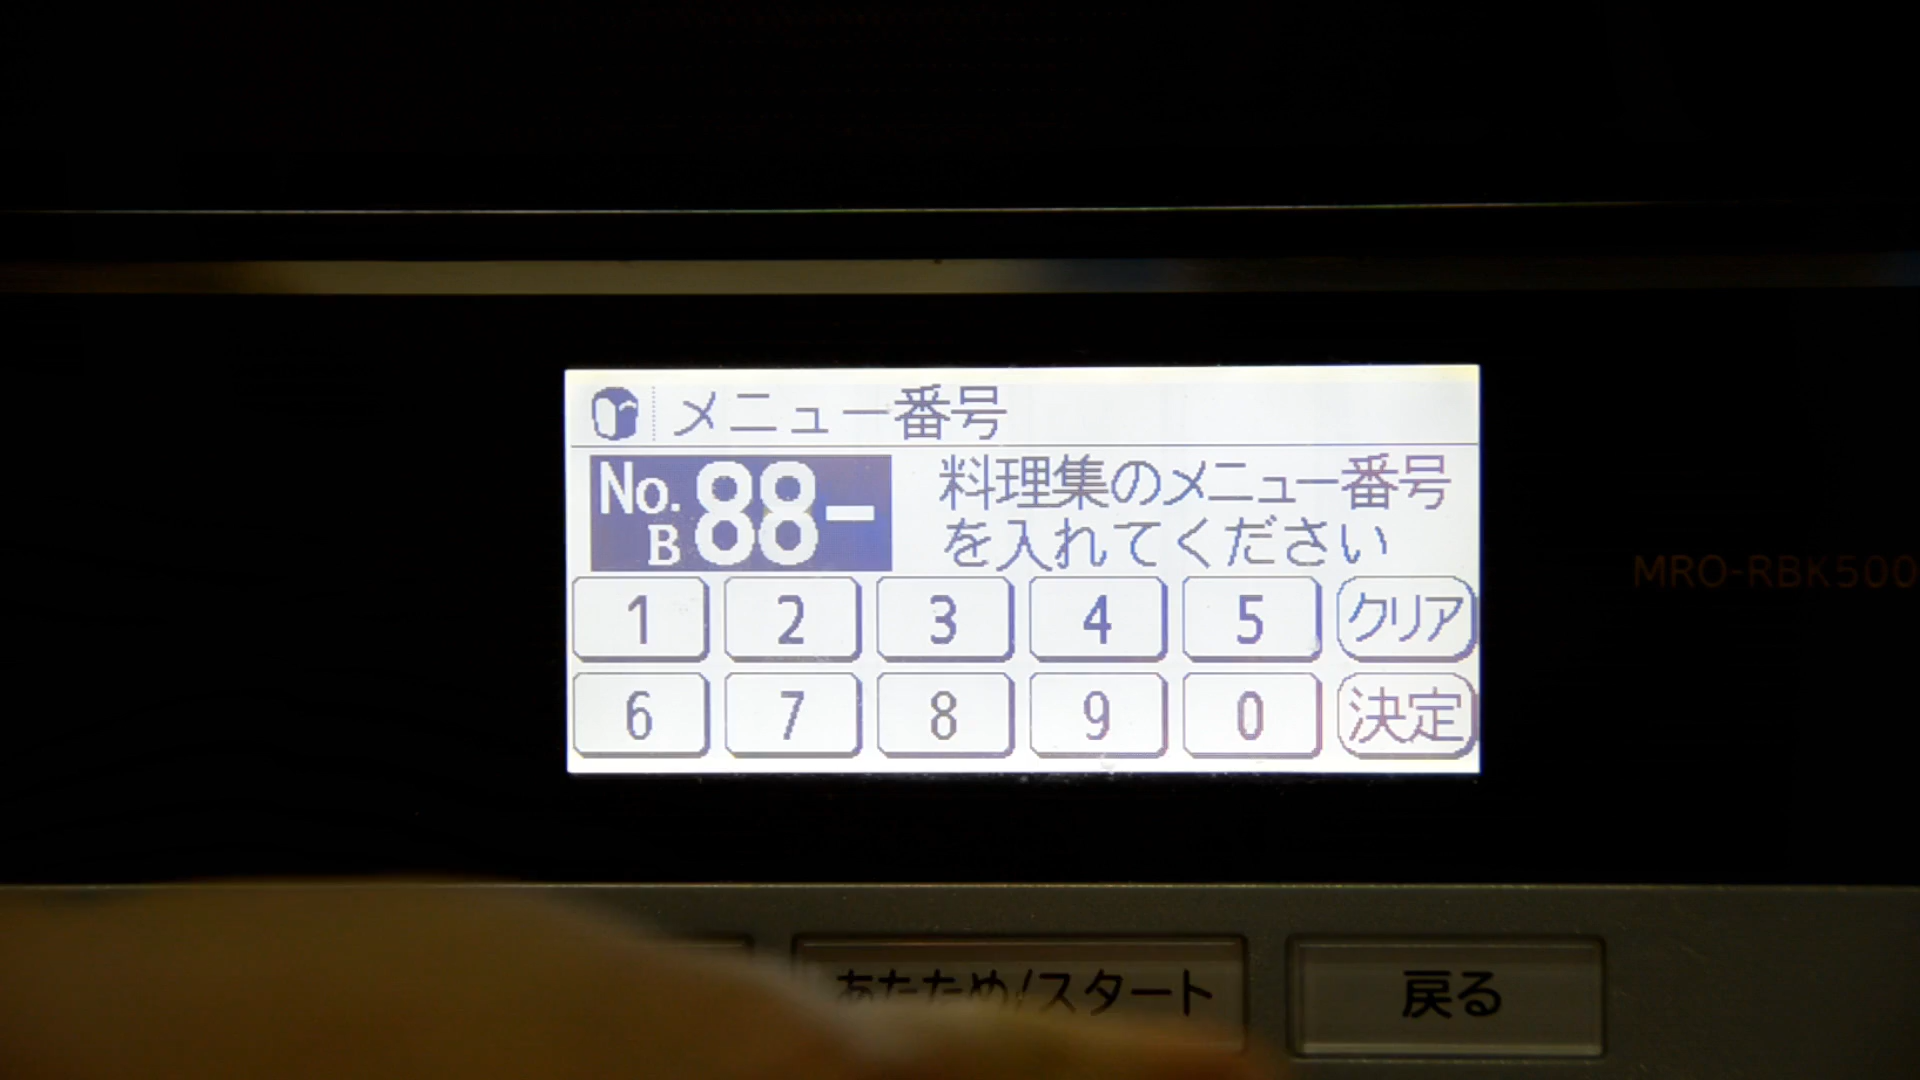 メニュー番号
No.B88-
料理集のメニュー番号
を入れてください
1 2 3 4 5 クリア
6 7 8 9 0 決定
MRO-RBK500
あたため/スタート 戻る